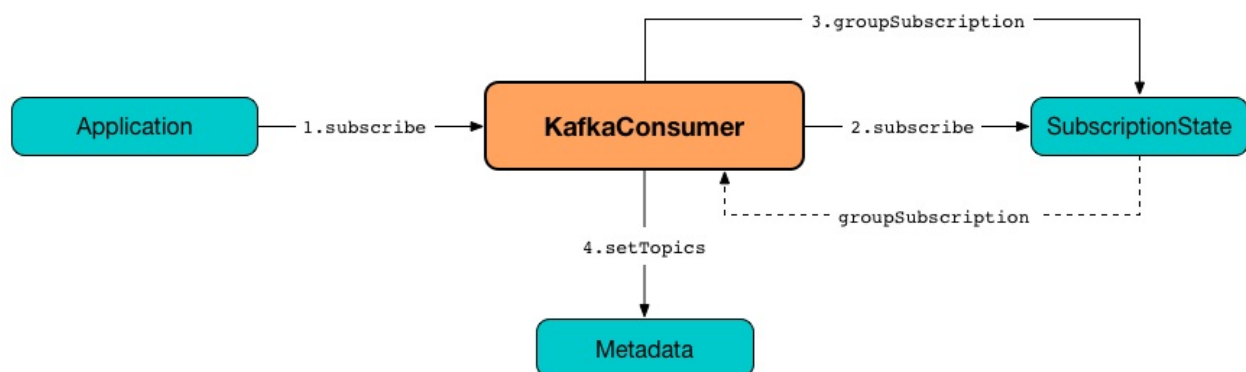 3.groupSubscription
Application
1.subscribe
KafkaConsumer
2.subscribe
SubscriptionState
groupSubscription
4.setTopics
Metadata